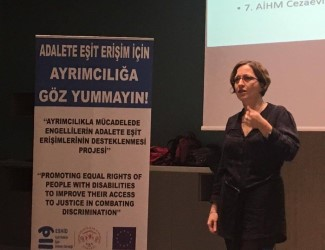 • 7. AİHM Cezaev
ADALETE EŞİT ERİŞİM İÇİN
AYRIMCILIĞA
GÖZ YUMMAYIN!
“AYRIMCILIKLA MÜCADELEDE
ENGELLİLERİN ADALETE EŞİT
ERİŞİMLERİNİN DESTEKLENMESİ
PROJESİ”
“PROMOTING EQUAL RIGHTS OF
PEOPLE WITH DISABILITIES
TO IMPROVE THEIR ACCESS
TO JUSTICE IN COMBATING
DISCRIMINATION”
ESHID